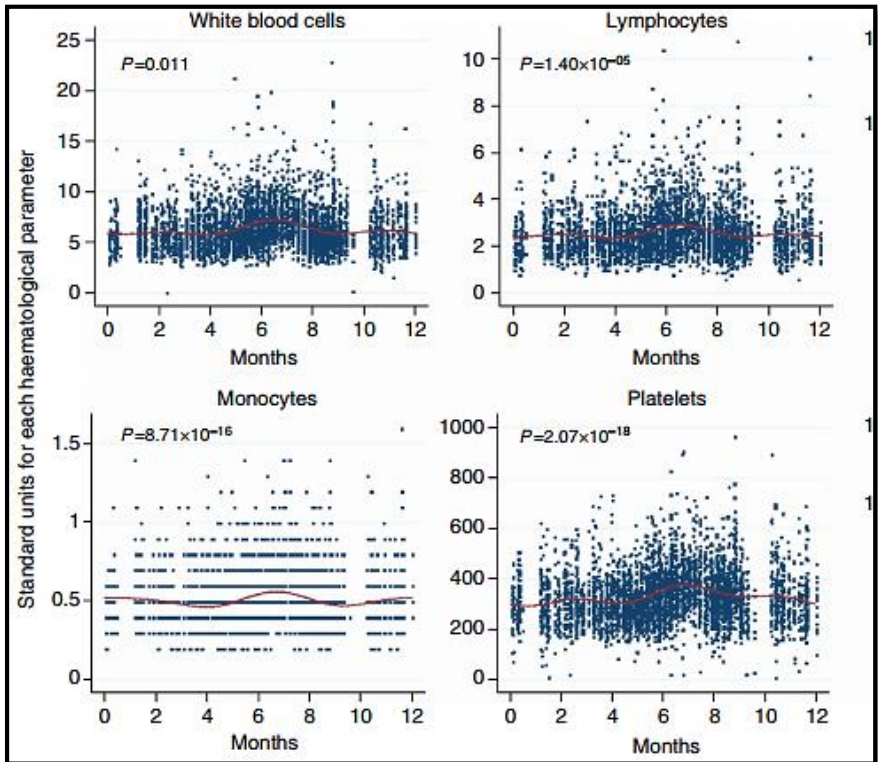 Standard units for each haematological parameter
White blood cells
P=0.011
25
20
15
10
5
0
0 2 4 6 8 10 12
Months
Lymphocytes
P=1.40×10⁻⁰⁵
10
8
6
4
2
0
0 2 4 6 8 10 12
Months
1
1
Monocytes
P=8.71×10⁻¹⁶
1.5
1
0.5
0
0 2 4 6 8 10 12
Months
Platelets
P=2.07×10⁻¹⁸
1000
800
600
400
200
0
0 2 4 6 8 10 12
Months
1
1